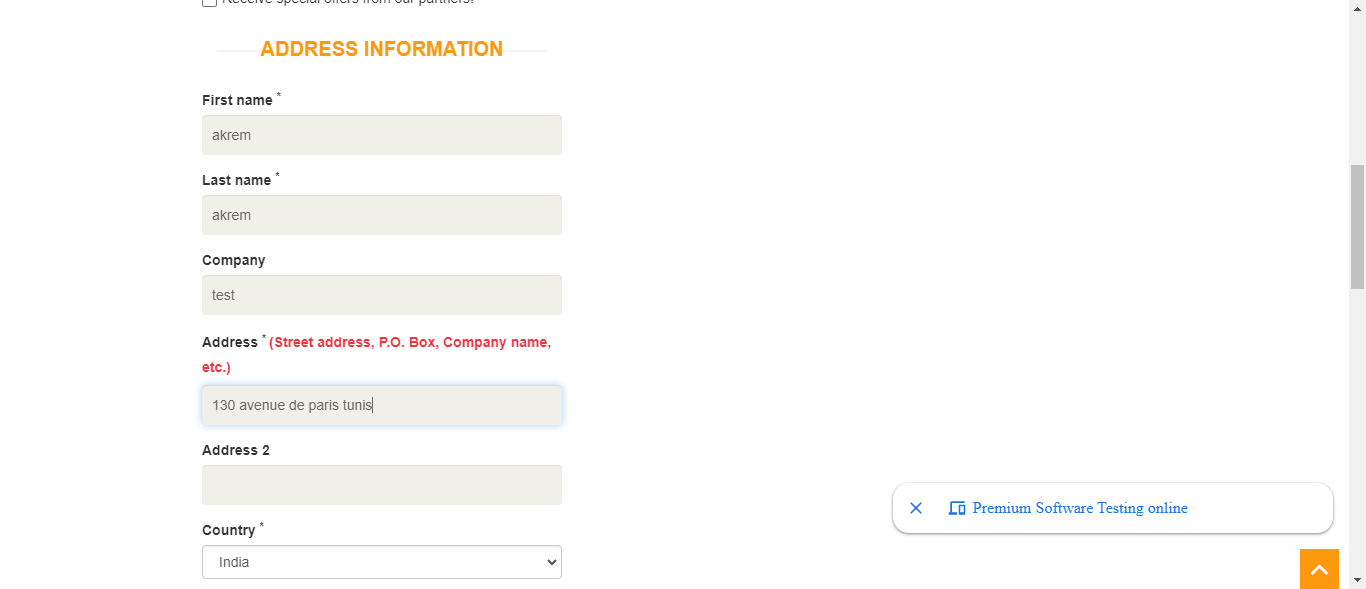 Receive special offers from our partners!
ADDRESS INFORMATION
First name *
akrem
Last name *
akrem
Company
test
Address * (Street address, P.O. Box, Company name,
etc.)
130 avenue de paris tunis
Address 2
Premium Software Testing online
Country *
India